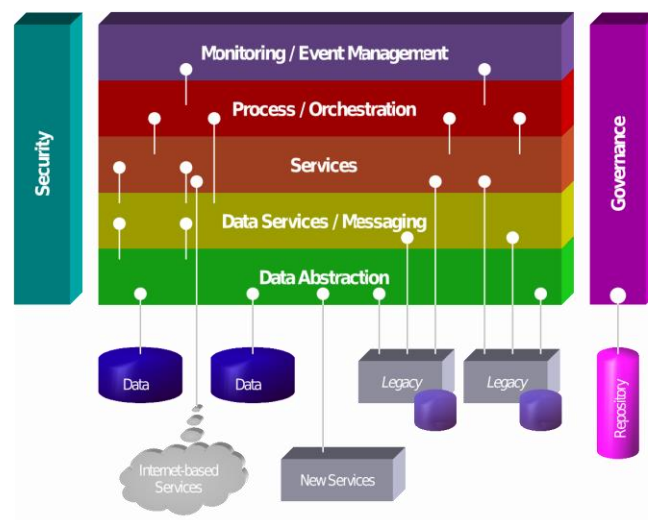 Monitoring / Event Management
Process / Orchestration
Services
Data Services / Messaging
Data Abstraction
Security
Governance
Data
Data
Legacy
Legacy
Repository
Internet-based
Services
New Services